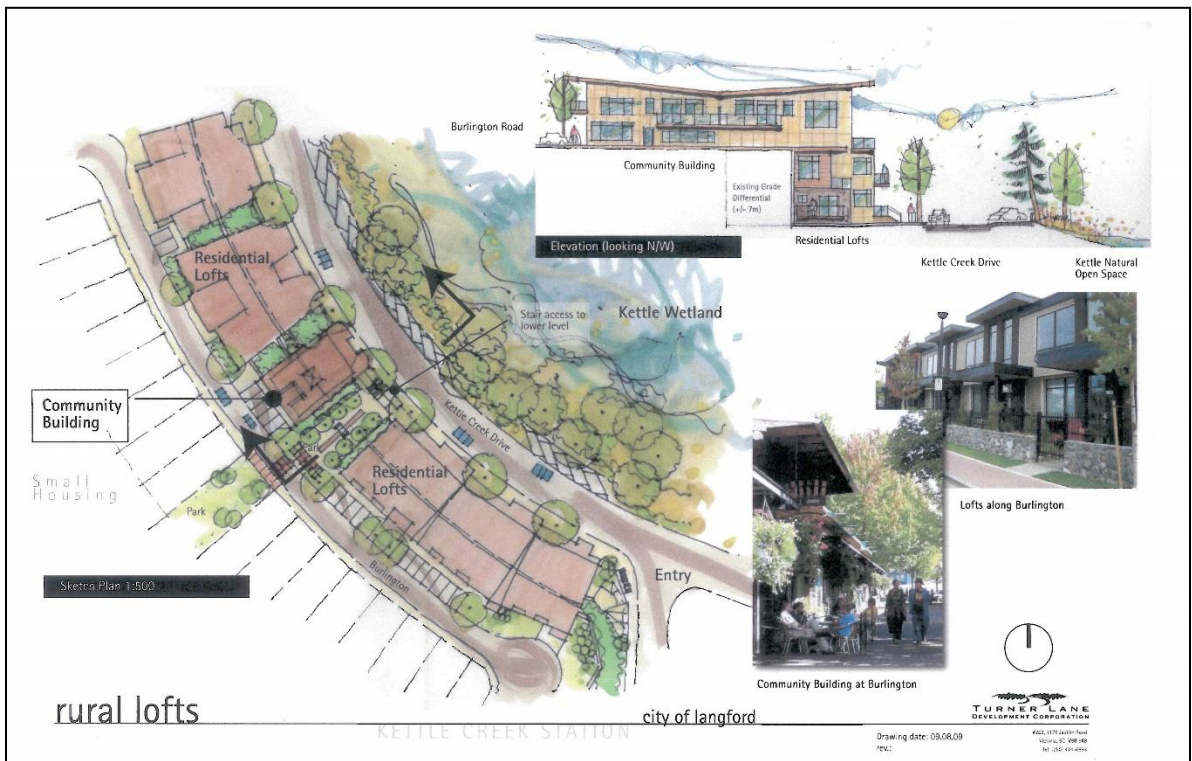 Burlington Road
Community Building
Existing Grade
Differential
(+/- 7m)
Elevation (looking N/W)
Residential Lofts
Kettle Creek Drive
Kettle Natural
Open Space
Residential
Lofts
Stair access to
lower level
Kettle Wetland
Community
Building
Kettle Creek Drive
Park
Residential
Lofts
Small
Housing
Park
Lofts along Burlington
Sketch Plan 1:500
Burlington
Entry
Community Building at Burlington
rural lofts
city of langford
KETTLE CREEK STATION
TURNER LANE
DEVELOPMENT CORPORATION
Drawing date: 09.08.09
rev.: